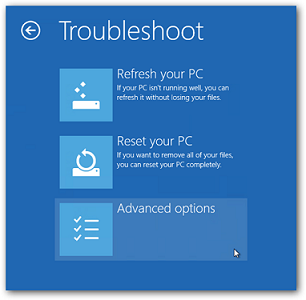 Troubleshoot
Refresh your PC
If your PC isn't running well, you can
refresh it without losing your files.
Reset your PC
If you want to remove all of your files,
you can reset your PC completely.
Advanced options